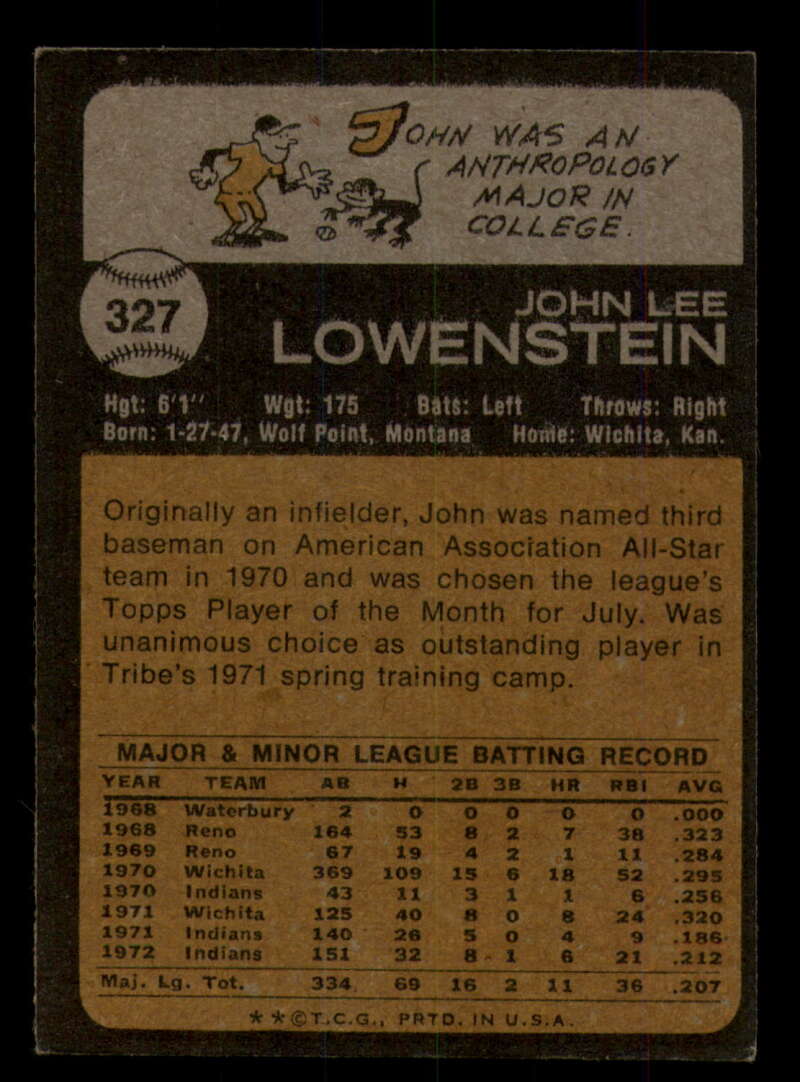 JOHN WAS AN
ANTHROPOLOGY
MAJOR IN
COLLEGE.
327
JOHN LEE
LOWENSTEIN
Hgt: 6'1" Wgt: 175 Bats: Left Throws: Right
Born: 1-27-47, Wolf Point, Montana Home: Wichita, Kan.
Originally an infielder, John was named third
baseman on American Association All-Star
team in 1970 and was chosen the league's
Topps Player of the Month for July. Was
unanimous choice as outstanding player in
Tribe's 1971 spring training camp.
MAJOR & MINOR LEAGUE BATTING RECORD
YEAR TEAM AB H 2B 3B HR RBI AVG
1968 Waterbury 2 0 0 0 0 0 .000
1968 Reno 164 53 8 2 7 38 .323
1969 Reno 67 19 4 2 1 11 .284
1970 Wichita 369 109 15 6 18 52 .295
1970 Indians 43 11 3 1 1 6 .256
1971 Wichita 125 40 8 0 8 24 .320
1971 Indians 140 26 5 0 4 9 .186
1972 Indians 151 32 8 1 6 21 .212
Maj. Lg. Tot. 334 69 16 2 11 36 .207
* * © T.C.G., PRTD. IN U.S.A.